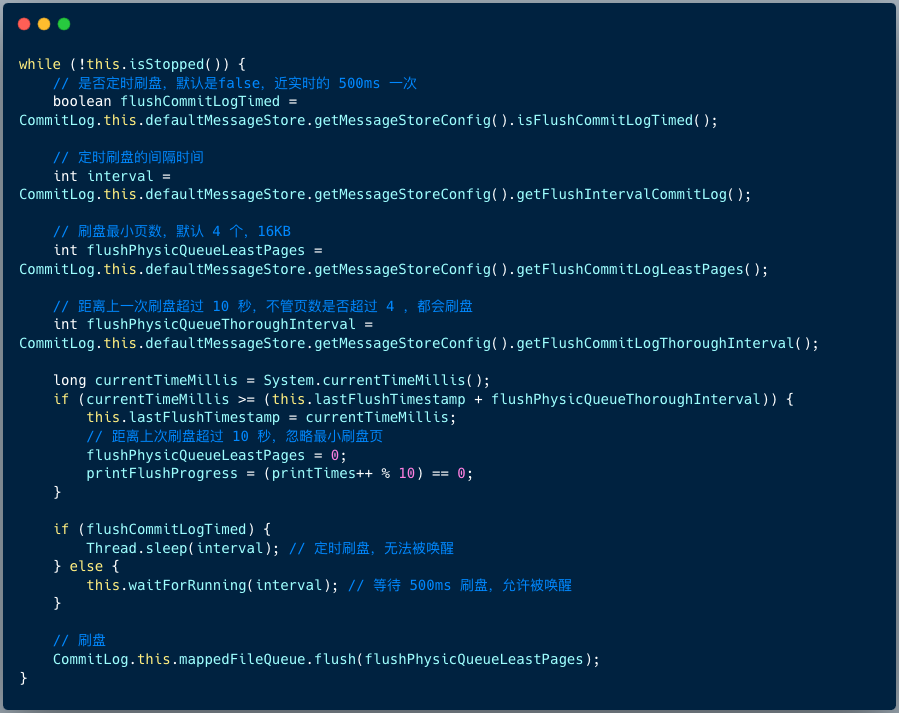 while (!this.isStopped()) {
    // 是否定时刷盘，默认是false，近实时的 500ms 一次
    boolean flushCommitLogTimed =
CommitLog.this.defaultMessageStore.getMessageStoreConfig().isFlushCommitLogTimed();

    // 定时刷盘的间隔时间
    int interval =
CommitLog.this.defaultMessageStore.getMessageStoreConfig().getFlushIntervalCommitLog();

    // 刷盘最小页数，默认 4 个，16KB
    int flushPhysicQueueLeastPages =
CommitLog.this.defaultMessageStore.getMessageStoreConfig().getFlushCommitLogLeastPages();

    // 距离上一次刷盘超过 10 秒，不管页数是否超过 4 ，都会刷盘
    int flushPhysicQueueThoroughInterval =
CommitLog.this.defaultMessageStore.getMessageStoreConfig().getFlushCommitLogThoroughInterval();

    long currentTimeMillis = System.currentTimeMillis();
    if (currentTimeMillis >= (this.lastFlushTimestamp + flushPhysicQueueThoroughInterval)) {
        this.lastFlushTimestamp = currentTimeMillis;
        // 距离上次刷盘超过 10 秒，忽略最小刷盘页
        flushPhysicQueueLeastPages = 0;
        printFlushProgress = (printTimes++ % 10) == 0;
    }

    if (flushCommitLogTimed) {
        Thread.sleep(interval); // 定时刷盘，无法被唤醒
    } else {
        this.waitForRunning(interval); // 等待 500ms 刷盘，允许被唤醒
    }

    // 刷盘
    CommitLog.this.mappedFileQueue.flush(flushPhysicQueueLeastPages);
}